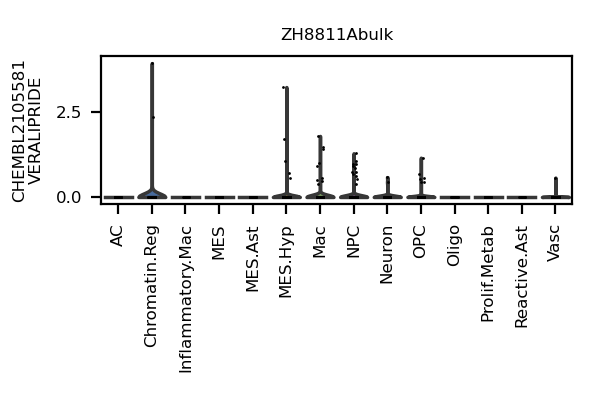 ZH8811Abulk
CHEMBL2105581
VERALIPRIDE
2.5
0.0
AC
Chromatin.Reg
Inflammatory.Mac
MES
MES.Ast
MES.Hyp
Mac
NPC
Neuron
OPC
Oligo
Prolif.Metab
Reactive.Ast
Vasc